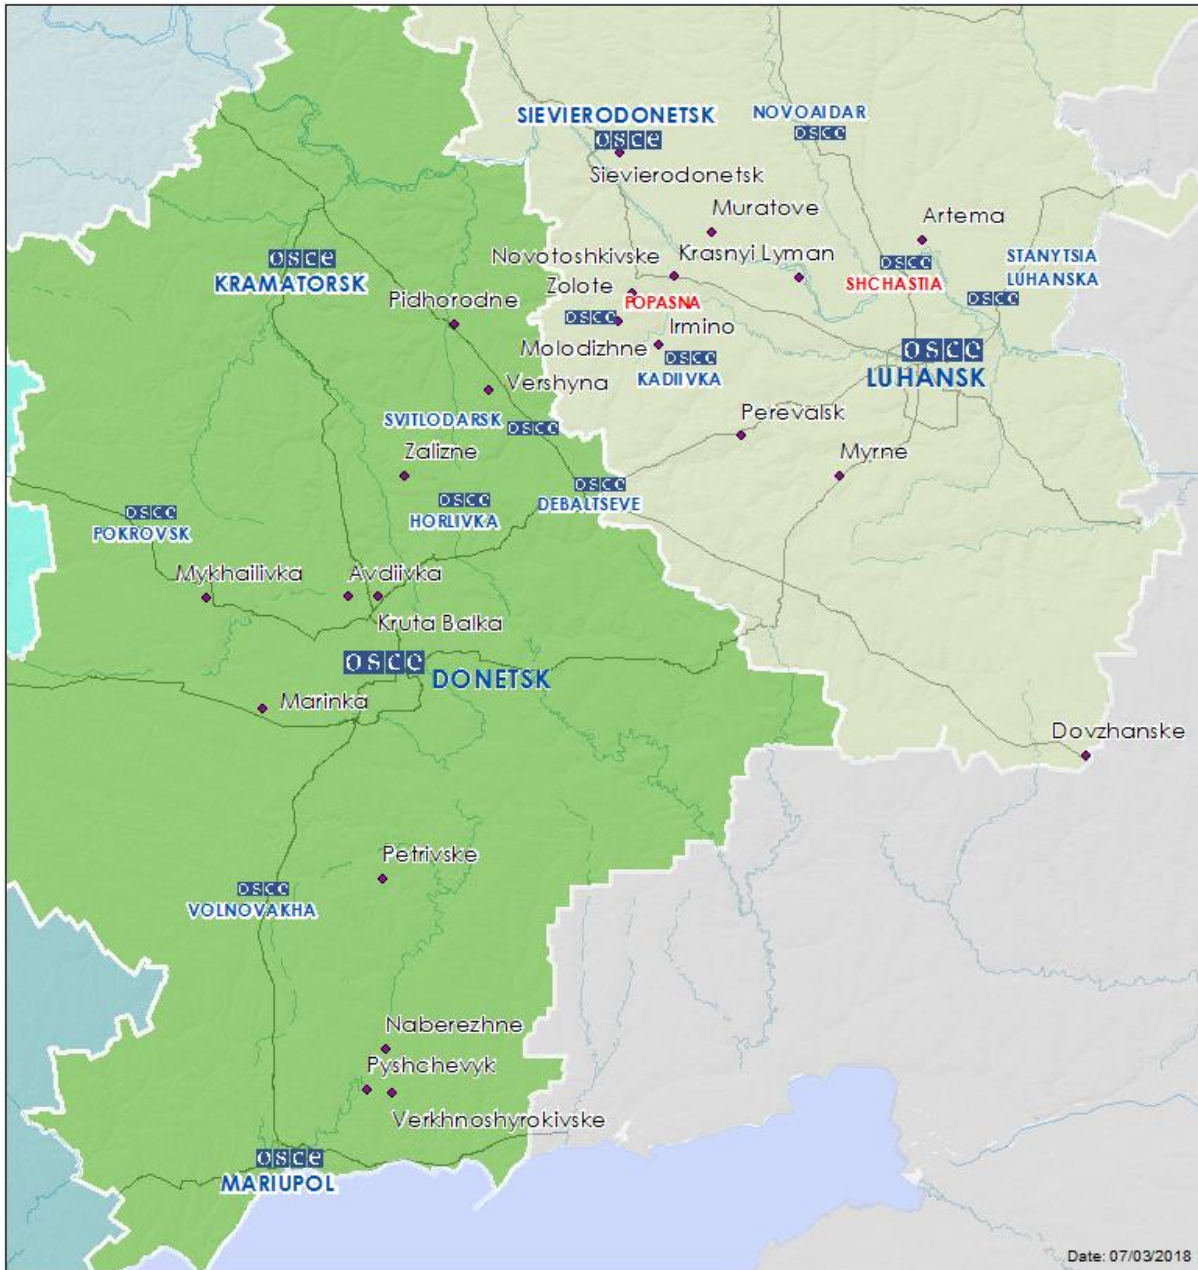 SIEVIERODONETSK
osce
Sievierodonetsk
NOVOAIDAR
osce
Muratove
Artema
Novotoshkivske
Krasnyi Lyman
osce
SHCHASTIA
STANYTSIA
LUHANSKA
osce
osce
KRAMATORSK
Zolote
POPASNA
osce
Pidhorodne
Irmino
Molodizhne
osce
KADIIVKA
osce
LUHANSK
Vershyna
SVITLODARSK
osce
Perevalsk
Zalizne
Myrne
osce
HORLIVKA
osce
DEBALTSEVE
osce
POKROVSK
Mykhailivka
Avdiivka
Kruta Balka
osce
DONETSK
Marinka
Dovzhanske
Petrivske
osce
VOLNOVAKHA
Naberezhne
Pyshchevyk
Verkhnoshyrokivske
osce
MARIUPOL
Date: 07/03/2018